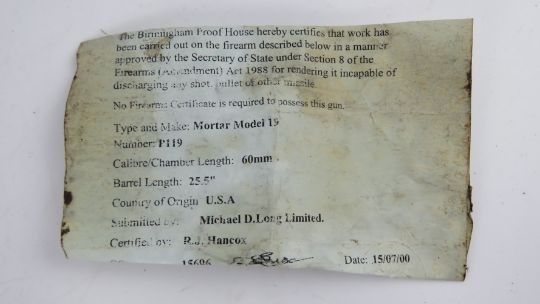 The Birmingham Proof House hereby certifies that work has
been carried out on the firearm described below in a manner
approved by the Secretary of State under Section 8 of the
Firearms (Amendment) Act 1988 for rendering it incapable of
discharging any shot, bullet or other missile.
No Firearms Certificate is required to possess this gun.
Type and Make: Mortar Model 19
Number: P119
Calibre/Chamber Length: 60mm
Barrel Length: 25.5"
Country of Origin U.S.A
Submitted by: Michael D.Long Limited.
Certified by: R.J. Hancox
15696 Date: 15/07/00